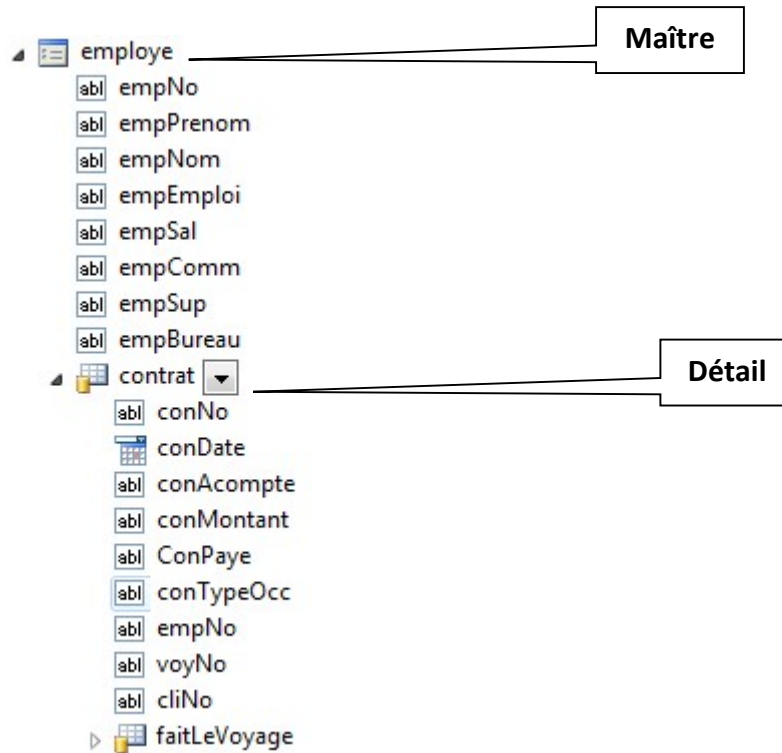 Maître
employe
empNo
empPrenom
empNom
empEmploi
empSal
empComm
empSup
empBureau
contrat
Détail
conNo
conDate
conAcompte
conMontant
ConPaye
conTypeOcc
empNo
voyNo
cliNo
faitLeVoyage